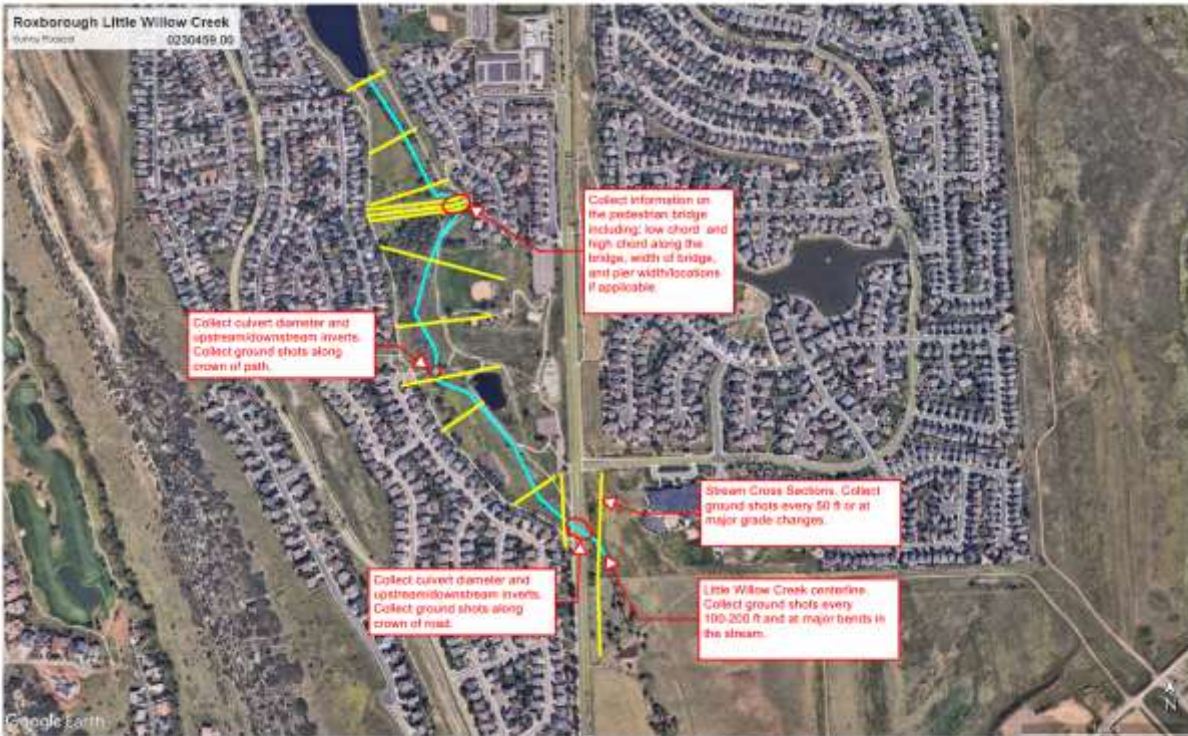 Roxborough Little Willow Creek
Survey Request
0230459.00
Collect information on
the pedestrian bridge
including: low chord and
high chord along the
bridge, width of bridge,
and pier width/locations
if applicable.
Collect culvert diameter and
upstream/downstream inverts.
Collect ground shots along
crown of path.
Stream Cross Sections. Collect
ground shots every 50 ft or at
major grade changes.
Collect culvert diameter and
upstream/downstream inverts.
Collect ground shots along
crown of road.
Little Willow Creek centerline.
Collect ground shots every
100-200 ft and at major bends in
the stream.
Google Earth
N